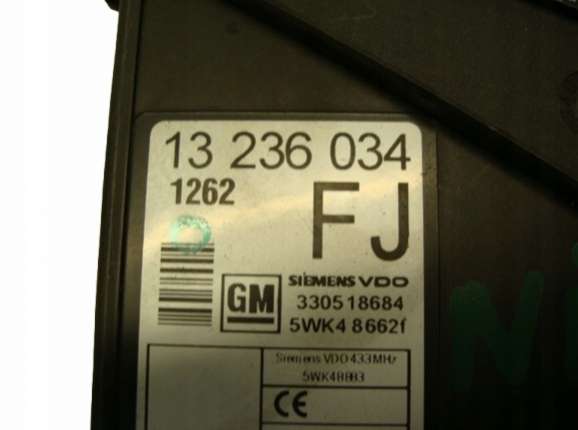 13 236 034
1262
FJ
GM
SIEMENS VDO
330518684
5WK4 8662f
Siemens VDO 433MHz
5WK48883
CE